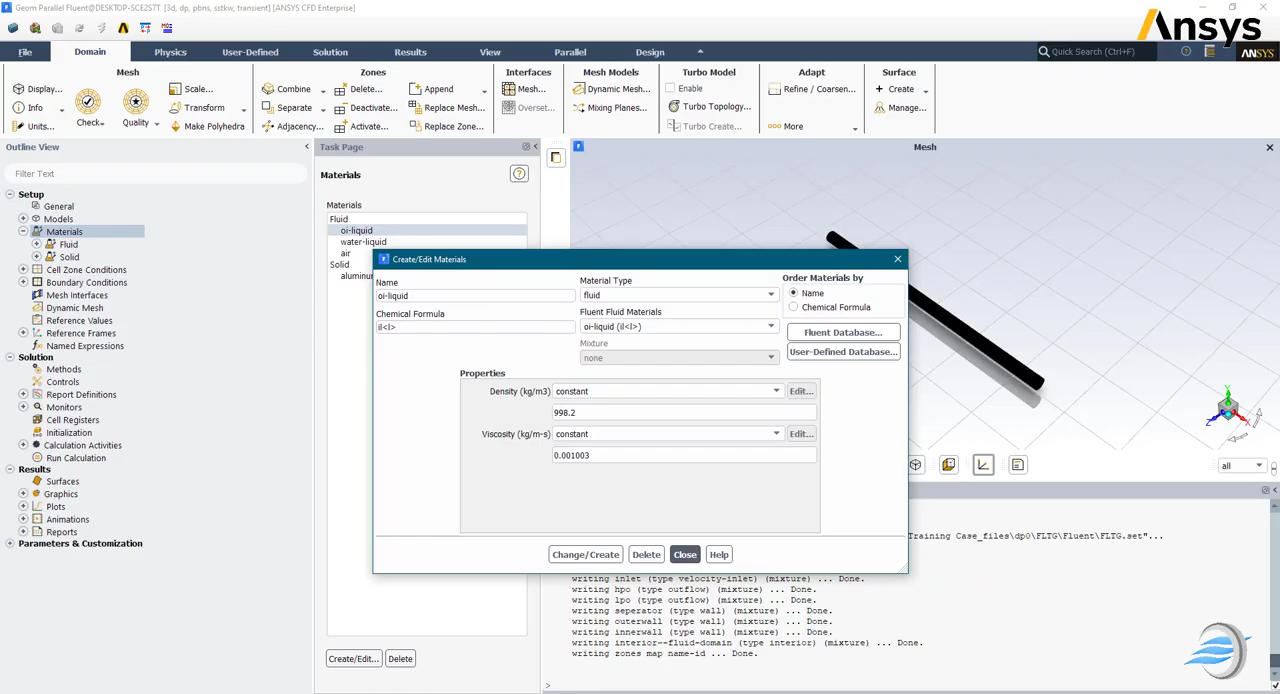 Geom Parallel Fluent@DESKTOP-SCE2S7T [3d, dp, pbns, sstkw, transient] [ANSYS CFD Enterprise]
Ansys
File Domain Physics User-Defined Solution Results View Parallel Design
Quick Search (Ctrl+F)
ANSYS
Mesh Zones Interfaces Mesh Models Turbo Model Adapt Surface
Display... Scale... Combine Delete... Append Mesh... Dynamic Mesh... Enable Refine / Coarsen... Create
Info Transform Separate Deactivate... Replace Mesh... Overset... Mixing Planes... Turbo Topology... Manage...
Units... Check Quality Make Polyhedra Adjacency... Activate... Replace Zone... Turbo Create... More
Outline View
Filter Text
Setup
General
Models
Materials
Fluid
Solid
Cell Zone Conditions
Boundary Conditions
Mesh Interfaces
Dynamic Mesh
Reference Values
Reference Frames
Named Expressions
Solution
Methods
Controls
Report Definitions
Monitors
Cell Registers
Initialization
Calculation Activities
Run Calculation
Results
Surfaces
Graphics
Plots
Animations
Reports
Parameters & Customization
Task Page
Materials
Materials
Fluid
oi-liquid
water-liquid
air
Solid
Create/Edit... Delete
Mesh
Create/Edit Materials
Name
oi-liquid
Chemical Formula
il<l>
Material Type
fluid
Fluent Fluid Materials
oi-liquid (il<l>)
Mixture
none
Order Materials by
Name
Chemical Formula
Fluent Database...
User-Defined Database...
Properties
Density (kg/m3) constant Edit...
998.2
Viscosity (kg/m-s) constant Edit...
0.001003
Change/Create Delete Close Help
all
Training Case_files\dp0\FLTG\Fluent\FLTG.set"...
writing inlet (type velocity-inlet) (mixture) ... Done.
writing hpo (type outflow) (mixture) ... Done.
writing lpo (type outflow) (mixture) ... Done.
writing seperator (type wall) (mixture) ... Done.
writing outerwall (type wall) (mixture) ... Done.
writing innerwall (type wall) (mixture) ... Done.
writing interior--fluid-domain (type interior) (mixture) ... Done.
writing zones map name-id ... Done.
>